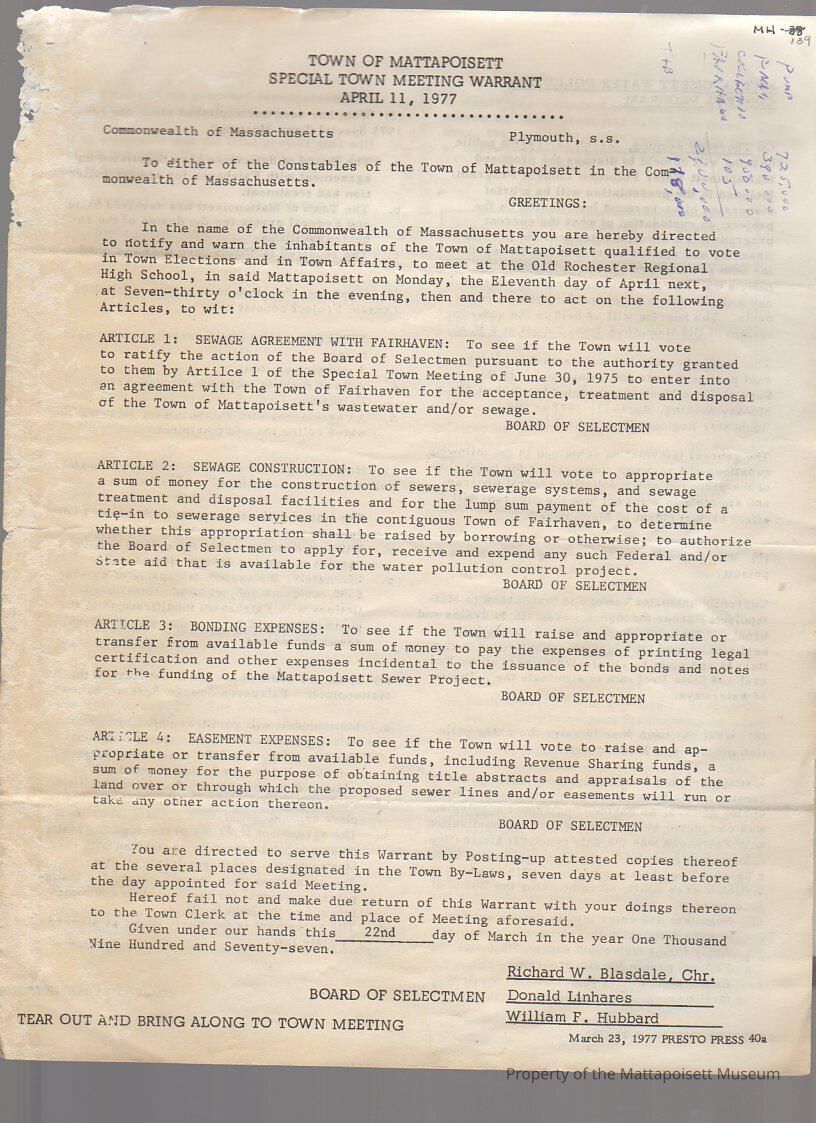 MH-38
139
TOWN OF MATTAPOISETT
SPECIAL TOWN MEETING WARRANT
APRIL 11, 1977
Commonwealth of Massachusetts Plymouth, s.s.
To dither of the Constables of the Town of Mattapoisett in the Com-
monwealth of Massachusetts.
GREETINGS:
In the name of the Commonwealth of Massachusetts you are hereby directed
to notify and warn the inhabitants of the Town of Mattapoisett qualified to vote
in Town Elections and in Town Affairs, to meet at the Old Rochester Regional
High School, in said Mattapoisett on Monday, the Eleventh day of April next,
at Seven-thirty o'clock in the evening, then and there to act on the following
Articles, to wit:
ARTICLE 1: SEWAGE AGREEMENT WITH FAIRHAVEN: To see if the Town will vote
to ratify the action of the Board of Selectmen pursuant to the authority granted
to them by Artilce 1 of the Special Town Meeting of June 30, 1975 to enter into
an agreement with the Town of Fairhaven for the acceptance, treatment and disposal
of the Town of Mattapoisett's wastewater and/or sewage.
BOARD OF SELECTMEN
ARTICLE 2: SEWAGE CONSTRUCTION: To see if the Town will vote to appropriate
a sum of money for the construction of sewers, sewerage systems, and sewage
treatment and disposal facilities and for the lump sum payment of the cost of a
tie-in to sewerage services in the contiguous Town of Fairhaven, to determine
whether this appropriation shall be raised by borrowing or otherwise; to authorize
the Board of Selectmen to apply for, receive and expend any such Federal and/or
State aid that is available for the water pollution control project.
BOARD OF SELECTMEN
ARTICLE 3: BONDING EXPENSES: To see if the Town will raise and appropriate or
transfer from available funds a sum of money to pay the expenses of printing legal
certification and other expenses incidental to the issuance of the bonds and notes
for the funding of the Mattapoisett Sewer Project.
BOARD OF SELECTMEN
ARTICLE 4: EASEMENT EXPENSES: To see if the Town will vote to raise and ap-
propriate or transfer from available funds, including Revenue Sharing funds, a
sum of money for the purpose of obtaining title abstracts and appraisals of the
land over or through which the proposed sewer lines and/or easements will run or
take any other action thereon.
BOARD OF SELECTMEN
You are directed to serve this Warrant by Posting-up attested copies thereof
at the several places designated in the Town By-Laws, seven days at least before
the day appointed for said Meeting.
Hereof fail not and make due return of this Warrant with your doings thereon
to the Town Clerk at the time and place of Meeting aforesaid.
Given under our hands this 22nd day of March in the year One Thousand
Nine Hundred and Seventy-seven.
Richard W. Blasdale, Chr.
BOARD OF SELECTMEN Donald Linhares
William F. Hubbard
TEAR OUT AND BRING ALONG TO TOWN MEETING
March 23, 1977 PRESTO PRESS 40a
Property of the Mattapoisett Museum